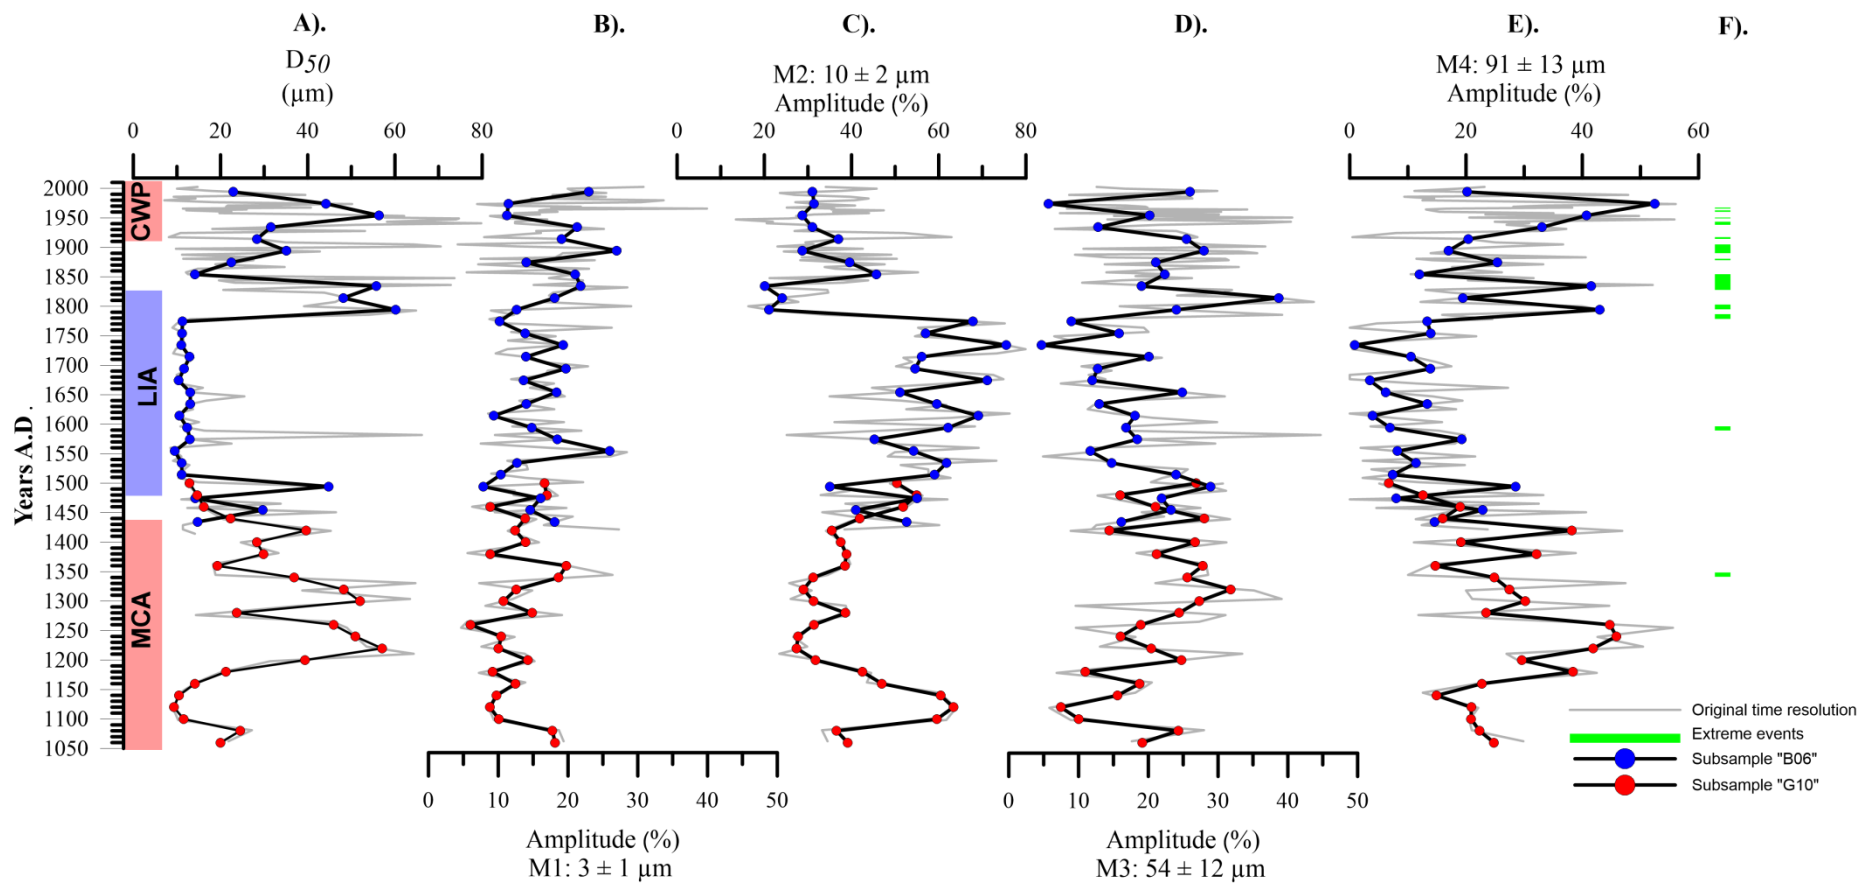 A).
B).
C).
D).
E).
F).
D50
(µm)
M2: 10 ± 2 µm
Amplitude (%)
M4: 91 ± 13 µm
Amplitude (%)
0 20 40 60 80
0 20 40 60 80
0 20 40 60
Years A.D.
2000
1950
1900
1850
1800
1750
1700
1650
1600
1550
1500
1450
1400
1350
1300
1250
1200
1150
1100
1050
CWP
LIA
MCA
Original time resolution
Extreme events
Subsample "B06"
Subsample "G10"
0 10 20 30 40 50
0 10 20 30 40 50
Amplitude (%)
M1: 3 ± 1 µm
Amplitude (%)
M3: 54 ± 12 µm